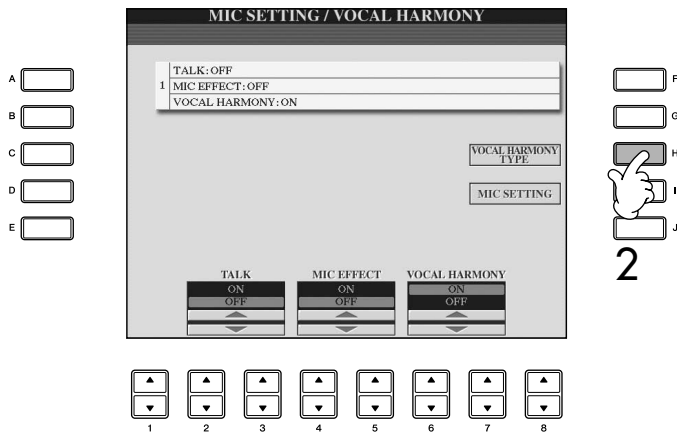 MIC SETTING / VOCAL HARMONY
TALK:OFF
1 MIC EFFECT:OFF
VOCAL HARMONY:ON
A
B
C
D
E
F
G
H
I
J
VOCAL HARMONY
TYPE
MIC SETTING
2
TALK MIC EFFECT VOCAL HARMONY
ON ON ON
OFF OFF OFF
1 2 3 4 5 6 7 8